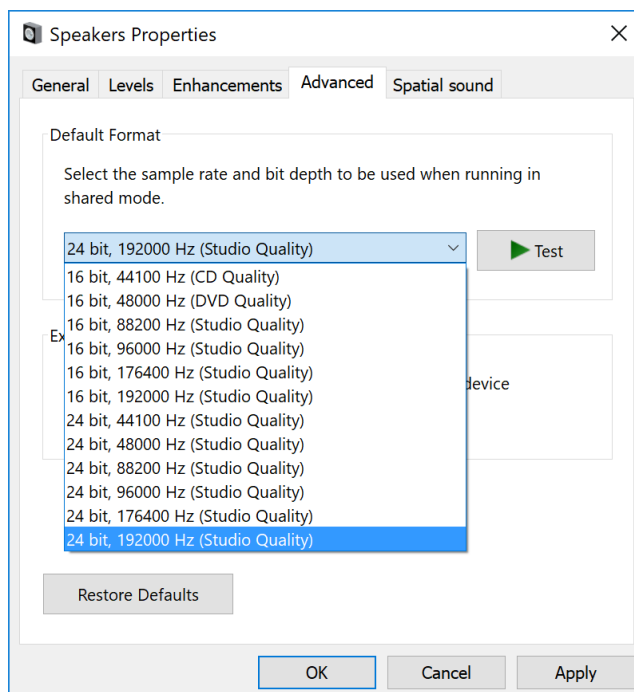 Speakers Properties
General Levels Enhancements Advanced Spatial sound
Default Format
Select the sample rate and bit depth to be used when running in
shared mode.
24 bit, 192000 Hz (Studio Quality)
Test
16 bit, 44100 Hz (CD Quality)
16 bit, 48000 Hz (DVD Quality)
16 bit, 88200 Hz (Studio Quality)
16 bit, 96000 Hz (Studio Quality)
16 bit, 176400 Hz (Studio Quality)
16 bit, 192000 Hz (Studio Quality)
24 bit, 44100 Hz (Studio Quality)
24 bit, 48000 Hz (Studio Quality)
24 bit, 88200 Hz (Studio Quality)
24 bit, 96000 Hz (Studio Quality)
24 bit, 176400 Hz (Studio Quality)
24 bit, 192000 Hz (Studio Quality)
Ex
device
Restore Defaults
OK Cancel Apply